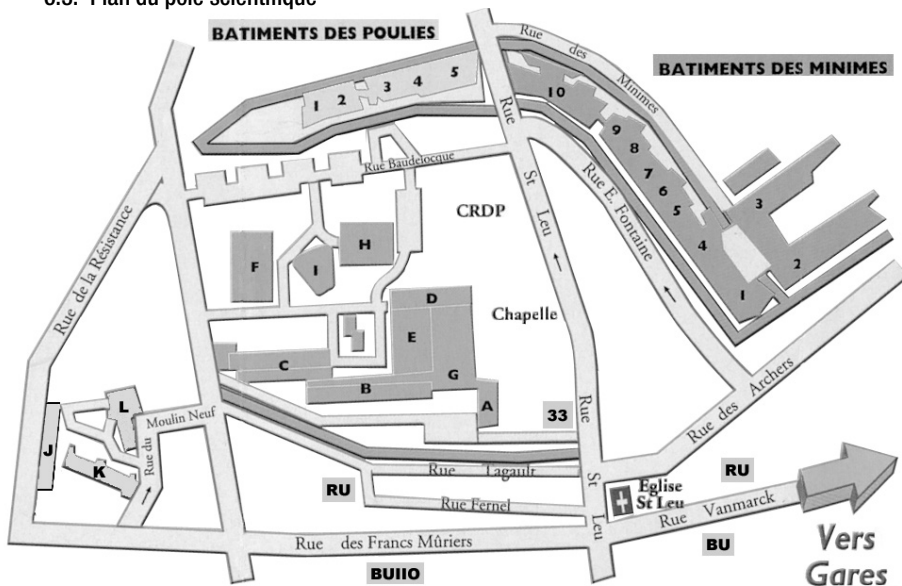 6.3. Plan du pôle scientifique
BATIMENTS DES POULIES
BATIMENTS DES MINIMES
Rue des Minimes
1 2 3 4 5
10
9
8
7
6
5
4
3
2
1
Rue Baudelocque
Rue St Leu
Rue E. Fontaine
CRDP
Rue de la Résistance
F
I
H
D
Chapelle
E
C
B
G
A
33
Rue des Archers
L
J
K
Rue du Moulin Neuf
RU
Rue Lagault
Rue Fernel
Rue St Leu
Eglise
St Leu
RU
Rue Vanmarck
BU
Rue des Francs Mûriers
BUIIO
Vers
Gares